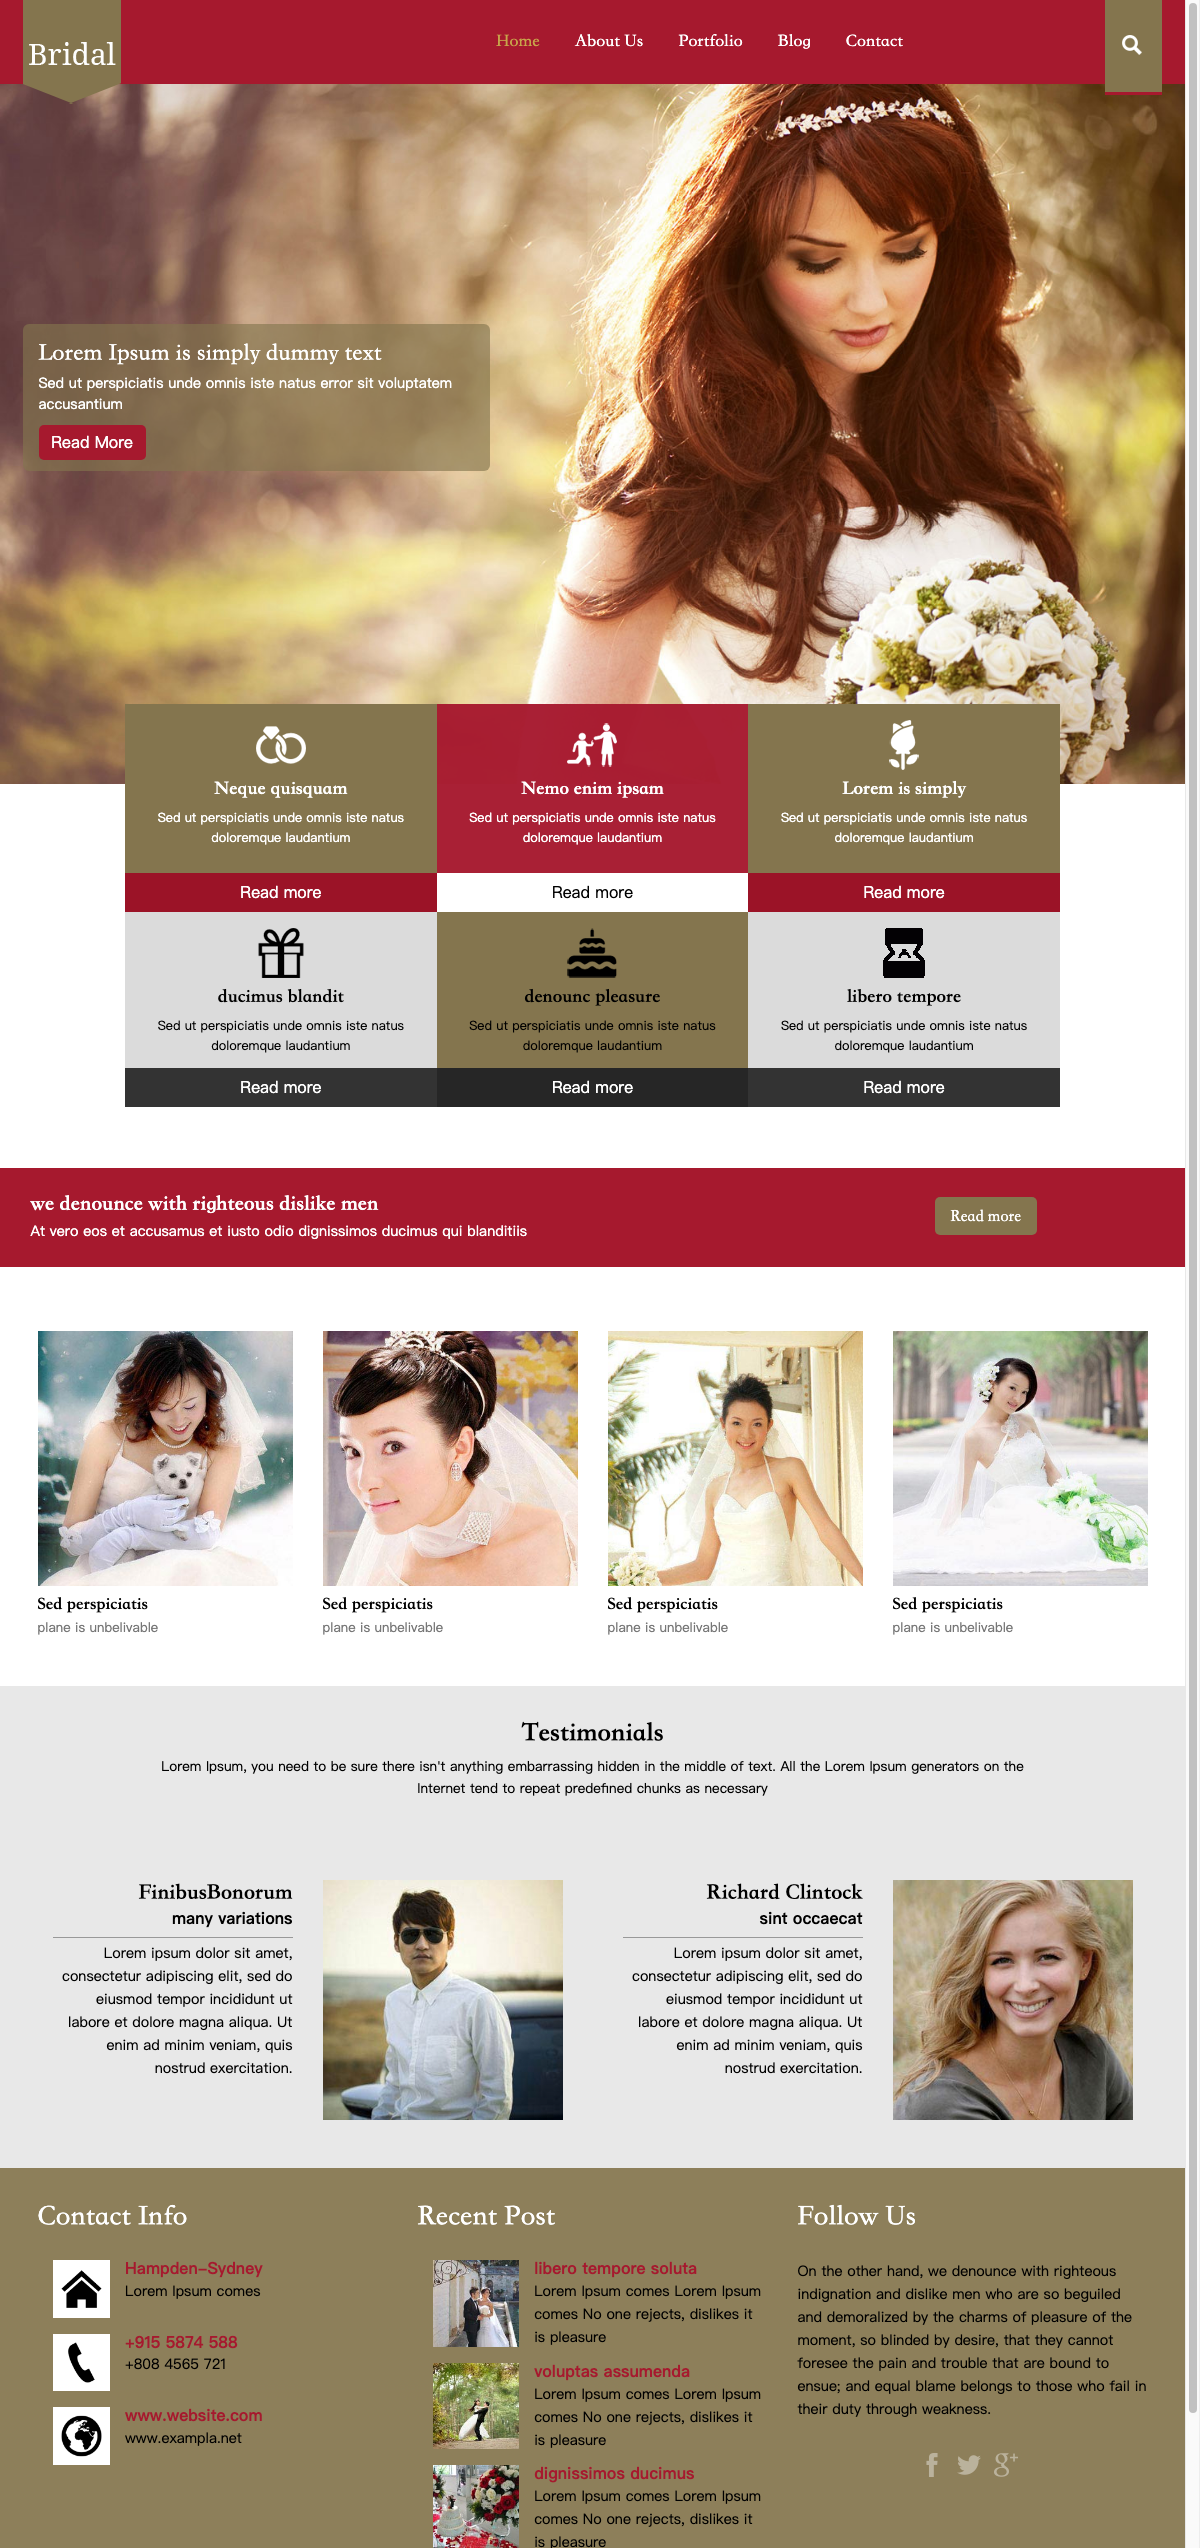 Bridal
Home
About Us
Portfolio
Blog
Contact
Lorem Ipsum is simply dummy text
Sed ut perspiciatis unde omnis iste natus error sit voluptatem
accusantium
Read More
Neque quisquam
Sed ut perspiciatis unde omnis iste natus
doloremque laudantium
Read more
Nemo enim ipsam
Sed ut perspiciatis unde omnis iste natus
doloremque laudantium
Read more
Lorem is simply
Sed ut perspiciatis unde omnis iste natus
doloremque laudantium
Read more
ducimus blandit
Sed ut perspiciatis unde omnis iste natus
doloremque laudantium
Read more
denounc pleasure
Sed ut perspiciatis unde omnis iste natus
doloremque laudantium
Read more
libero tempore
Sed ut perspiciatis unde omnis iste natus
doloremque laudantium
Read more
we denounce with righteous dislike men
At vero eos et accusamus et iusto odio dignissimos ducimus qui blanditiis
Read more
Sed perspiciatis
plane is unbelivable
Sed perspiciatis
plane is unbelivable
Sed perspiciatis
plane is unbelivable
Sed perspiciatis
plane is unbelivable
Testimonials
Lorem Ipsum, you need to be sure there isn't anything embarrassing hidden in the middle of text. All the Lorem Ipsum generators on the
Internet tend to repeat predefined chunks as necessary
FinibusBonorum
many variations
Lorem ipsum dolor sit amet,
consectetur adipiscing elit, sed do
eiusmod tempor incididunt ut
labore et dolore magna aliqua. Ut
enim ad minim veniam, quis
nostrud exercitation.
Richard Clintock
sint occaecat
Lorem ipsum dolor sit amet,
consectetur adipiscing elit, sed do
eiusmod tempor incididunt ut
labore et dolore magna aliqua. Ut
enim ad minim veniam, quis
nostrud exercitation.
Contact Info
Hampden-Sydney
Lorem Ipsum comes
+915 5874 588
+808 4565 721
www.website.com
www.exampla.net
Recent Post
libero tempore soluta
Lorem Ipsum comes Lorem Ipsum
comes No one rejects, dislikes it
is pleasure
voluptas assumenda
Lorem Ipsum comes Lorem Ipsum
comes No one rejects, dislikes it
is pleasure
dignissimos ducimus
Lorem Ipsum comes Lorem Ipsum
comes No one rejects, dislikes it
is pleasure
Follow Us
On the other hand, we denounce with righteous
indignation and dislike men who are so beguiled
and demoralized by the charms of pleasure of the
moment, so blinded by desire, that they cannot
foresee the pain and trouble that are bound to
ensue; and equal blame belongs to those who fail in
their duty through weakness.